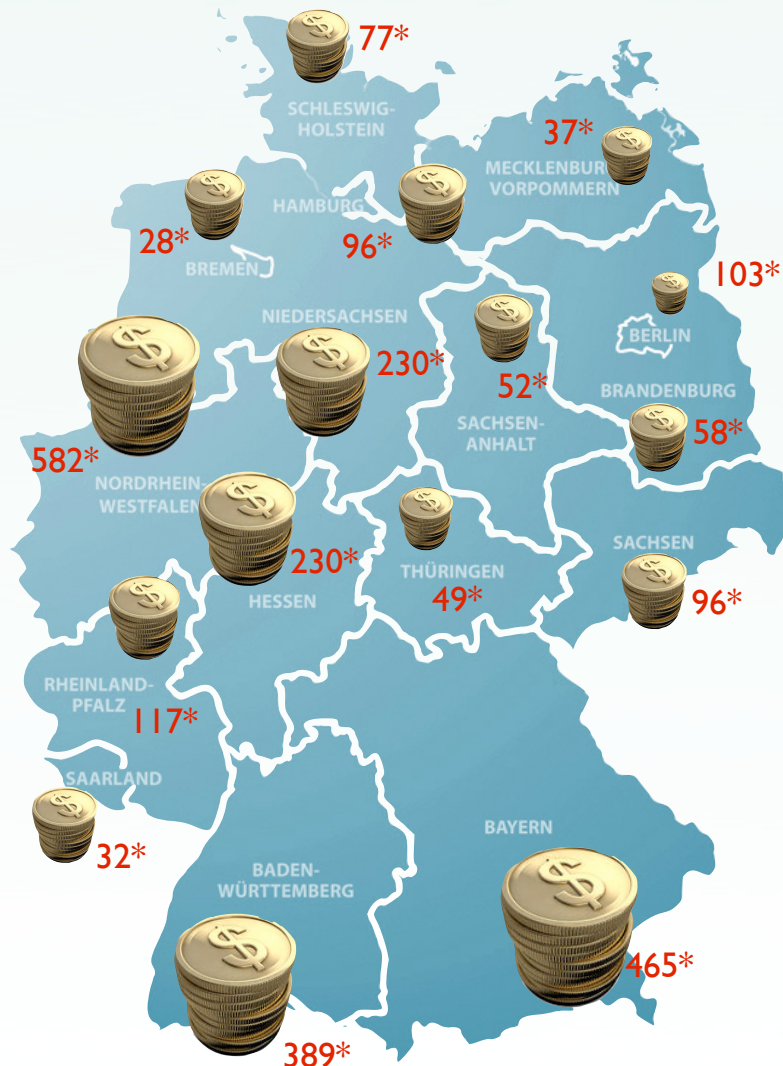 77*
SCHLESWIG-
HOLSTEIN
37*
MECKLENBUR
VORPOMMERN
HAMBURG
96*
28*
BREMEN
103*
NIEDERSACHSEN
230*
BERLIN
52*
BRANDENBURG
58*
SACHSEN-
ANHALT
582*
NORDRHEIN-
WESTFALEN
230*
HESSEN
THÜRINGEN
49*
SACHSEN
96*
RHEINLAND-
PFALZ
117*
SAARLAND
32*
BAYERN
BADEN-
WÜRTTEMBERG
465*
389*